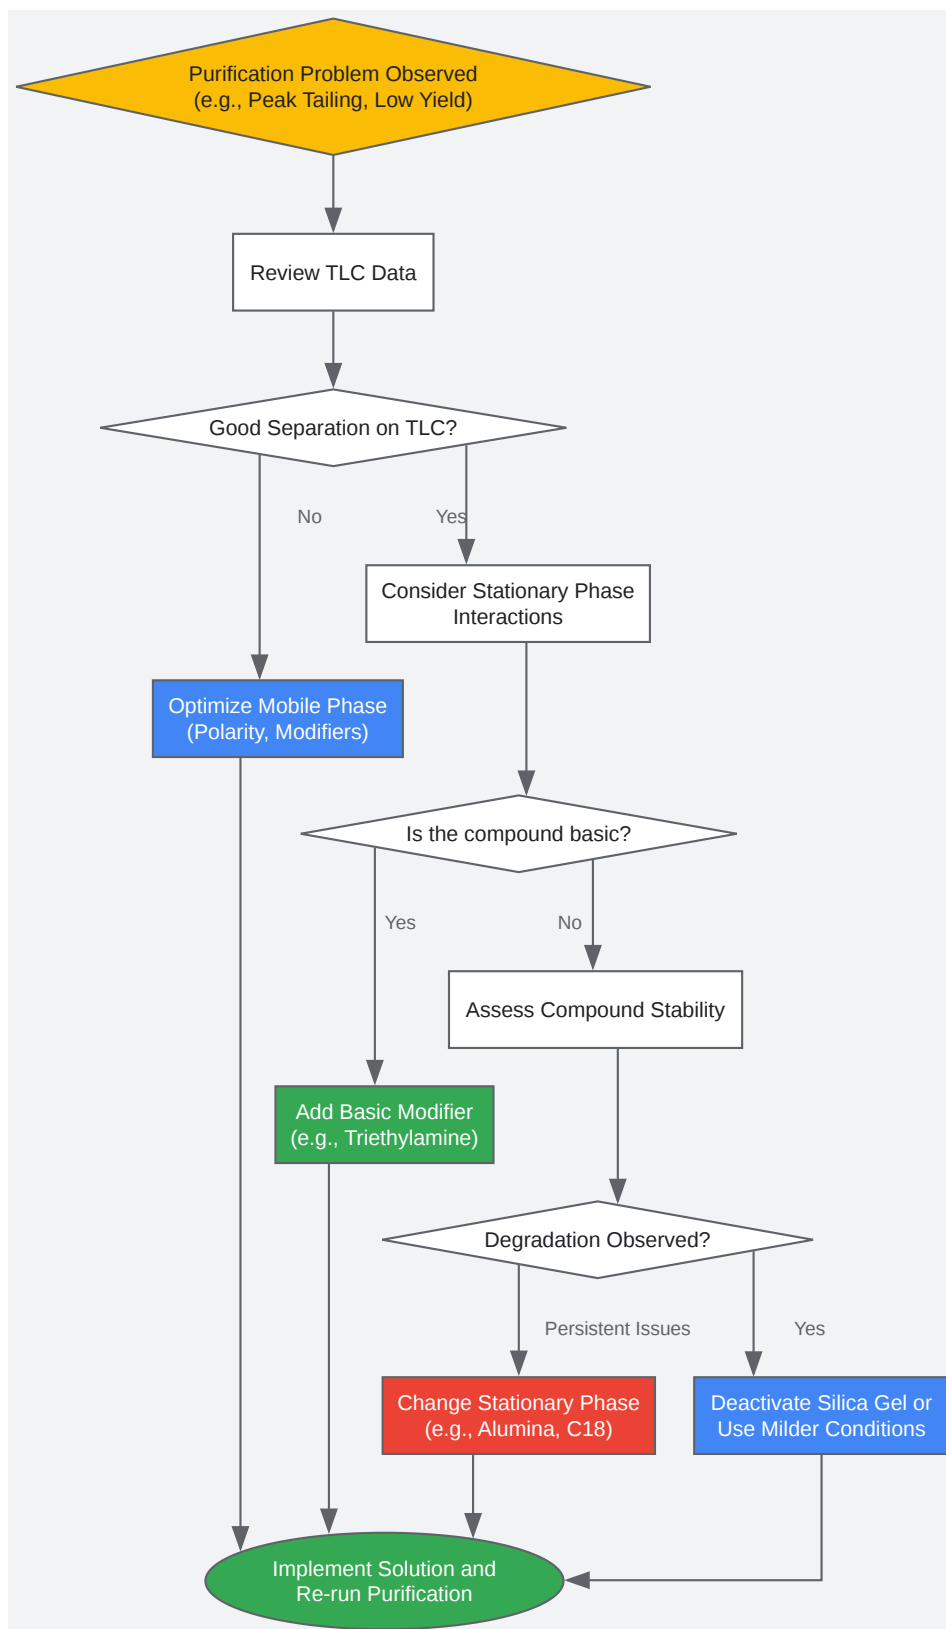 Purification Problem Observed
(e.g., Peak Tailing, Low Yield)
Review TLC Data
Good Separation on TLC?
No
Yes
Consider Stationary Phase
Interactions
Optimize Mobile Phase
(Polarity, Modifiers)
Is the compound basic?
Yes
No
Assess Compound Stability
Add Basic Modifier
(e.g., Triethylamine)
Degradation Observed?
Persistent Issues
Yes
Change Stationary Phase
(e.g., Alumina, C18)
Deactivate Silica Gel or
Use Milder Conditions
Implement Solution and
Re-run Purification